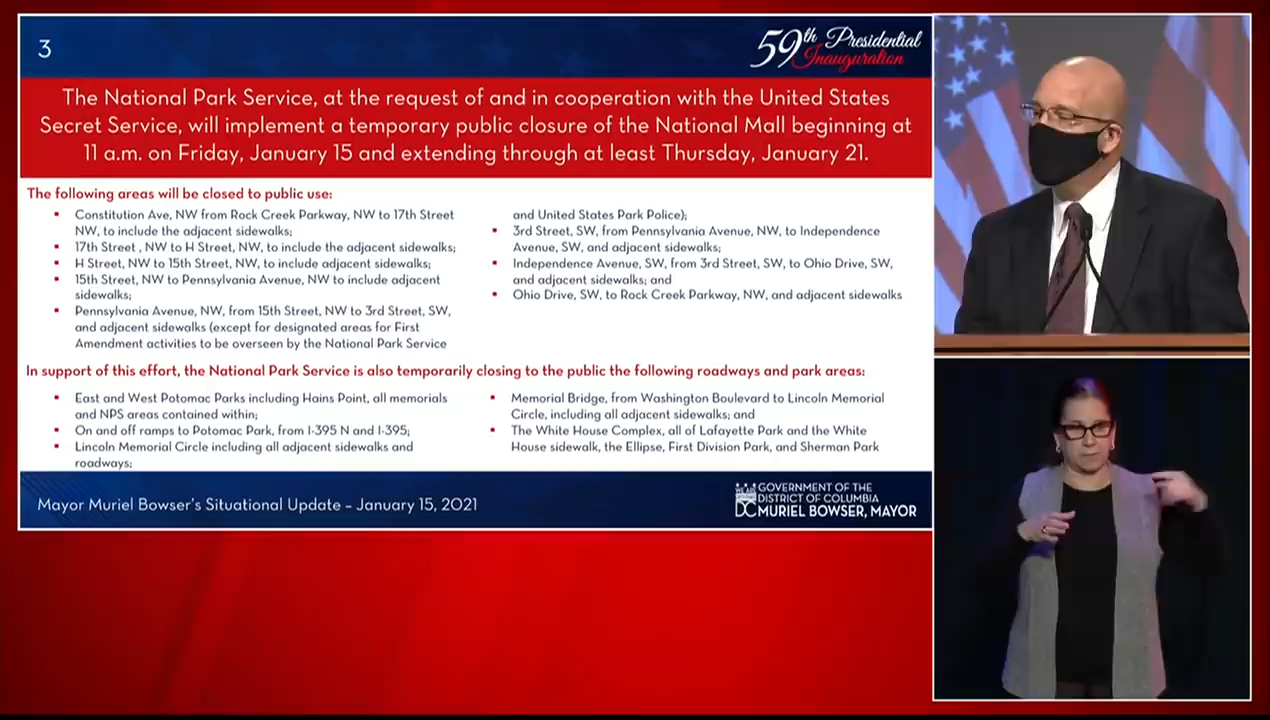 3
59th Presidential
Inauguration
The National Park Service, at the request of and in cooperation with the United States
Secret Service, will implement a temporary public closure of the National Mall beginning at
11 a.m. on Friday, January 15 and extending through at least Thursday, January 21.
The following areas will be closed to public use:
▪ Constitution Ave, NW from Rock Creek Parkway, NW to 17th Street
NW, to include the adjacent sidewalks;
▪ 17th Street , NW to H Street, NW, to include the adjacent sidewalks;
▪ H Street, NW to 15th Street, NW, to include adjacent sidewalks;
▪ 15th Street, NW to Pennsylvania Avenue, NW to include adjacent
sidewalks;
▪ Pennsylvania Avenue, NW, from 15th Street, NW to 3rd Street, SW,
and adjacent sidewalks (except for designated areas for First
Amendment activities to be overseen by the National Park Service
and United States Park Police);
▪ 3rd Street, SW, from Pennsylvania Avenue, NW, to Independence
Avenue, SW, and adjacent sidewalks;
▪ Independence Avenue, SW, from 3rd Street, SW, to Ohio Drive, SW,
and adjacent sidewalks; and
▪ Ohio Drive, SW, to Rock Creek Parkway, NW, and adjacent sidewalks
In support of this effort, the National Park Service is also temporarily closing to the public the following roadways and park areas:
▪ East and West Potomac Parks including Hains Point, all memorials
and NPS areas contained within;
▪ On and off ramps to Potomac Park, from I-395 N and I-395;
▪ Lincoln Memorial Circle including all adjacent sidewalks and
roadways;
▪ Memorial Bridge, from Washington Boulevard to Lincoln Memorial
Circle, including all adjacent sidewalks; and
▪ The White House Complex, all of Lafayette Park and the White
House sidewalk, the Ellipse, First Division Park, and Sherman Park
Mayor Muriel Bowser's Situational Update – January 15, 2021
WE ARE
DC
GOVERNMENT OF THE
DISTRICT OF COLUMBIA
MURIEL BOWSER, MAYOR